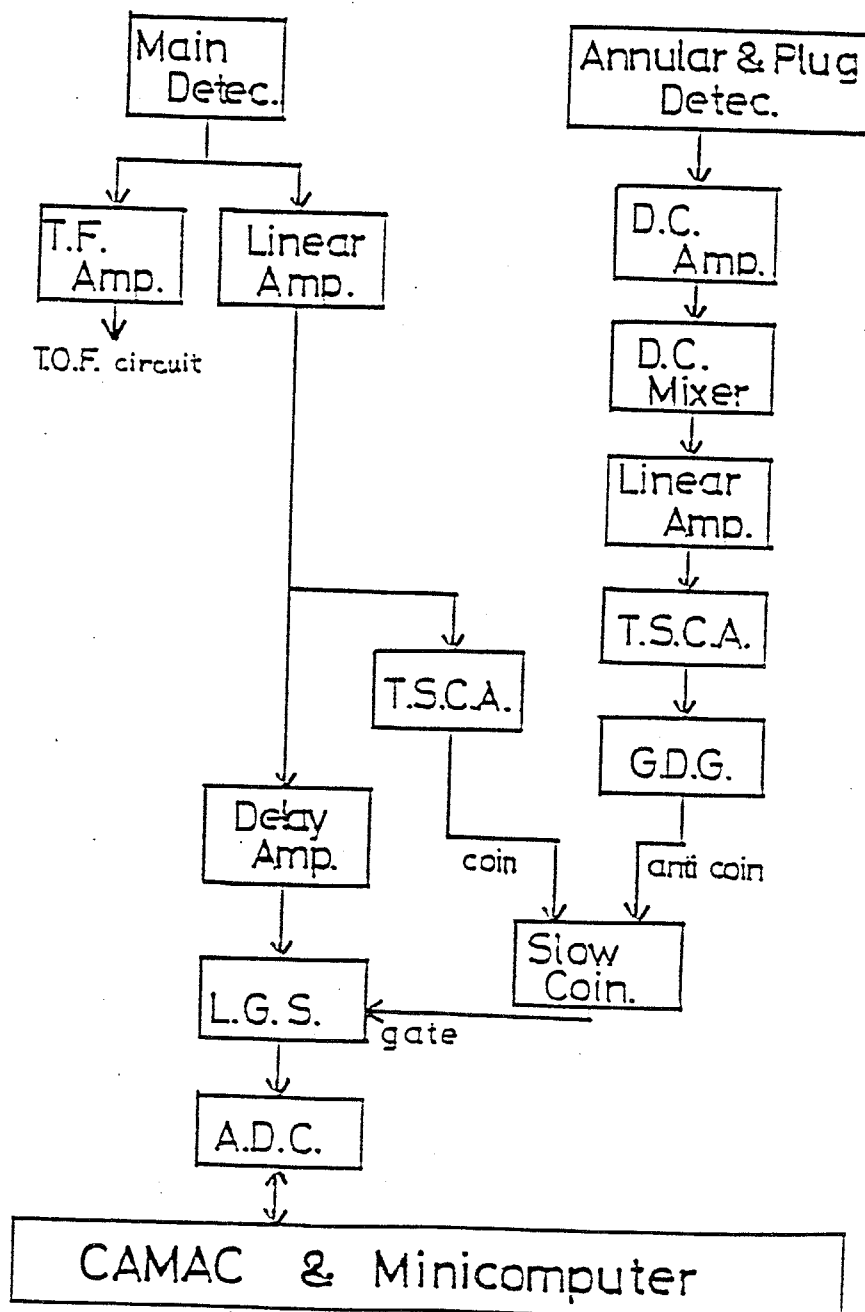 Main
Detec.
Annular & Plug
Detec.
T.F.
Amp.
Linear
Amp.
D.C.
Amp.
T.O.F. circuit
D.C.
Mixer
Linear
Amp.
T.S.C.A.
T.S.C.A.
G.D.G.
Delay
Amp.
coin
anti coin
Slow
Coin.
L.G.S.
gate
A.D.C.
CAMAC & Minicomputer